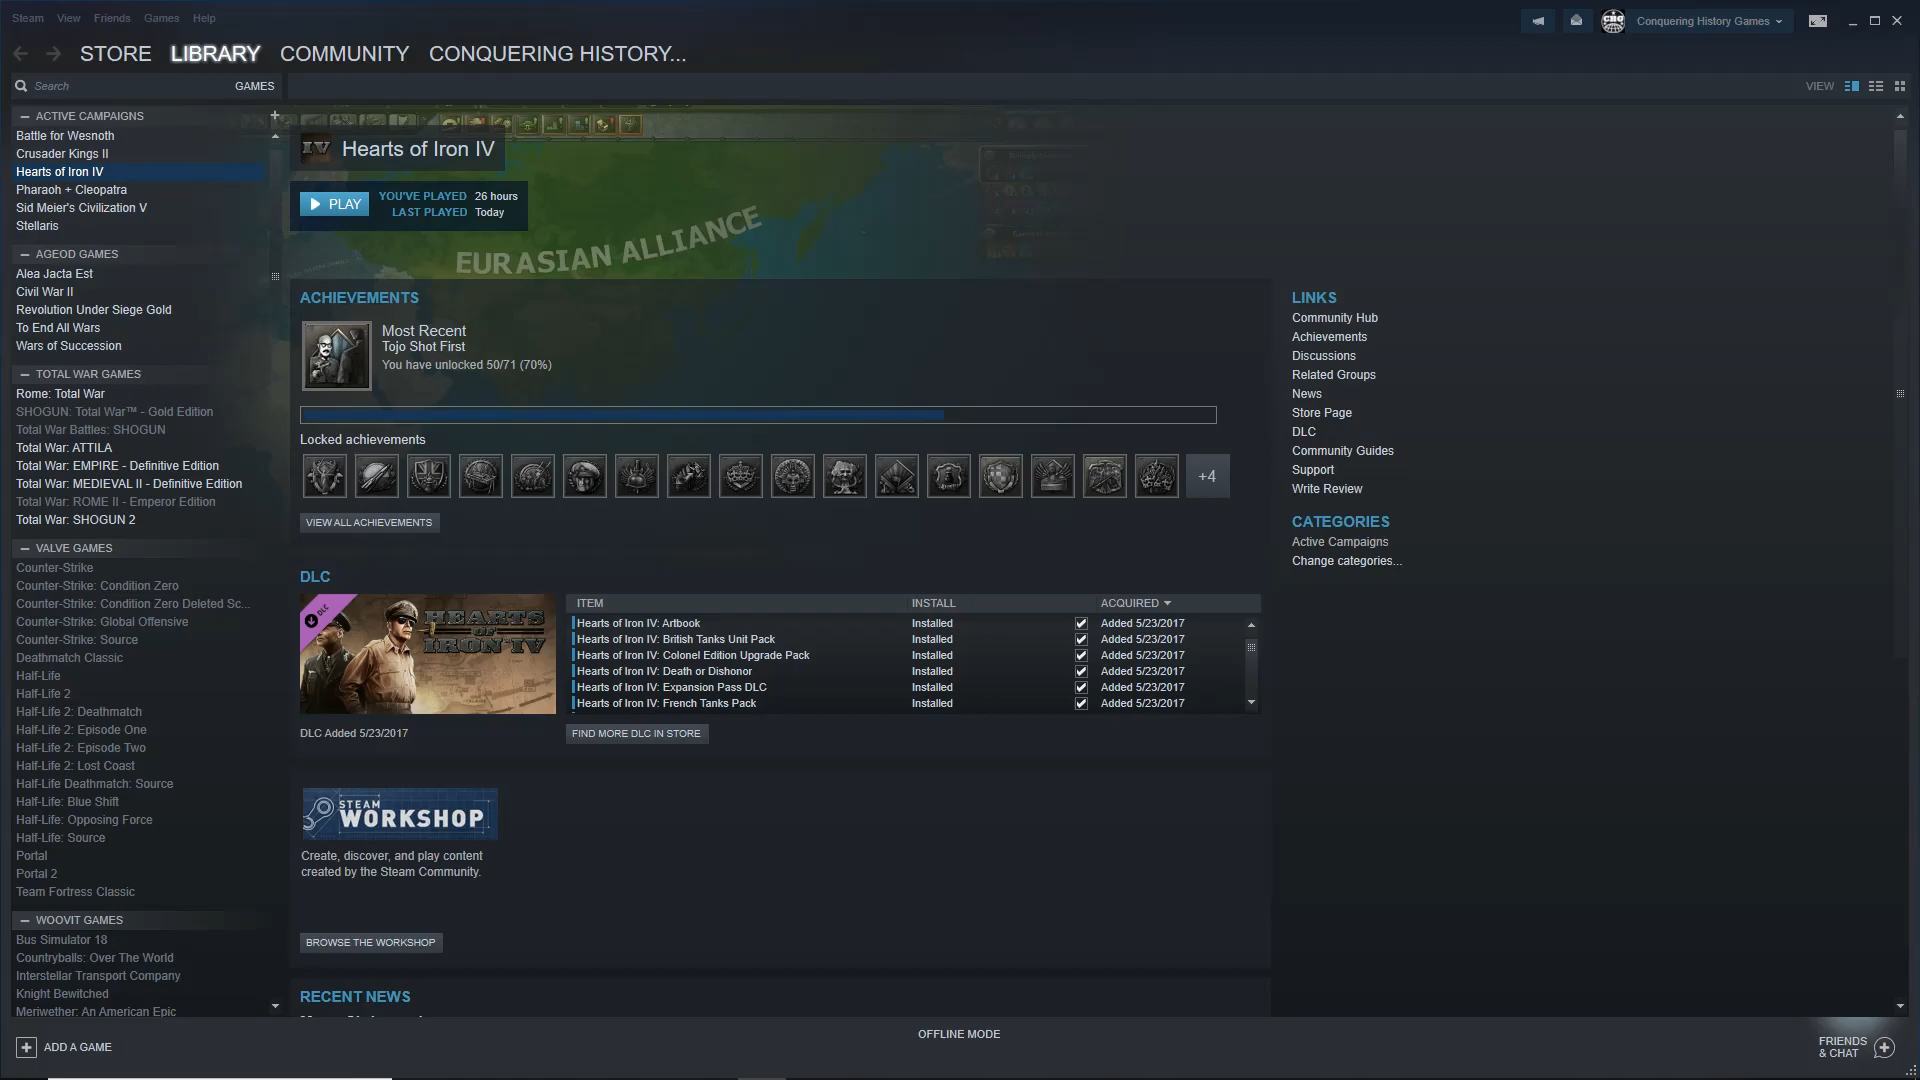 Steam View Friends Games Help
Conquering History Games
STORE LIBRARY COMMUNITY CONQUERING HISTORY...
Search GAMES
VIEW
ACTIVE CAMPAIGNS
Battle for Wesnoth
Crusader Kings II
Hearts of Iron IV
Pharaoh + Cleopatra
Sid Meier's Civilization V
Stellaris
AGEOD GAMES
Alea Jacta Est
Civil War II
Revolution Under Siege Gold
To End All Wars
Wars of Succession
TOTAL WAR GAMES
Rome: Total War
SHOGUN: Total War™ - Gold Edition
Total War Battles: SHOGUN
Total War: ATTILA
Total War: EMPIRE - Definitive Edition
Total War: MEDIEVAL II - Definitive Edition
Total War: ROME II - Emperor Edition
Total War: SHOGUN 2
VALVE GAMES
Counter-Strike
Counter-Strike: Condition Zero
Counter-Strike: Condition Zero Deleted Sc...
Counter-Strike: Global Offensive
Counter-Strike: Source
Deathmatch Classic
Half-Life
Half-Life 2
Half-Life 2: Deathmatch
Half-Life 2: Episode One
Half-Life 2: Episode Two
Half-Life 2: Lost Coast
Half-Life Deathmatch: Source
Half-Life: Blue Shift
Half-Life: Opposing Force
Half-Life: Source
Portal
Portal 2
Team Fortress Classic
WOOVIT GAMES
Bus Simulator 18
Countryballs: Over The World
Interstellar Transport Company
Knight Bewitched
Meriwether: An American Epic
IV Hearts of Iron IV
PLAY
YOU'VE PLAYED 26 hours
LAST PLAYED Today
EURASIAN ALLIANCE
ACHIEVEMENTS
Most Recent
Tojo Shot First
You have unlocked 50/71 (70%)
Locked achievements
+4
VIEW ALL ACHIEVEMENTS
DLC
DLC
HEARTS
OF
IRON IV
DLC Added 5/23/2017
ITEM INSTALL ACQUIRED
Hearts of Iron IV: Artbook Installed Added 5/23/2017
Hearts of Iron IV: British Tanks Unit Pack Installed Added 5/23/2017
Hearts of Iron IV: Colonel Edition Upgrade Pack Installed Added 5/23/2017
Hearts of Iron IV: Death or Dishonor Installed Added 5/23/2017
Hearts of Iron IV: Expansion Pass DLC Installed Added 5/23/2017
Hearts of Iron IV: French Tanks Pack Installed Added 5/23/2017
FIND MORE DLC IN STORE
STEAM
WORKSHOP
Create, discover, and play content
created by the Steam Community.
BROWSE THE WORKSHOP
RECENT NEWS
LINKS
Community Hub
Achievements
Discussions
Related Groups
News
Store Page
DLC
Community Guides
Support
Write Review
CATEGORIES
Active Campaigns
Change categories...
ADD A GAME
OFFLINE MODE
FRIENDS
& CHAT